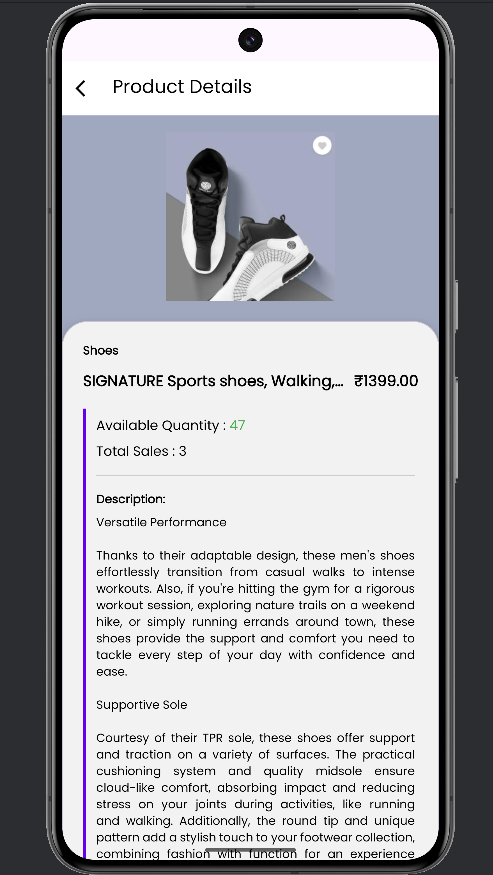 Product Details
Shoes
SIGNATURE Sports shoes, Walking,... ₹1399.00
Available Quantity : 47
Total Sales : 3
Description:
Versatile Performance
Thanks to their adaptable design, these men's shoes
effortlessly transition from casual walks to intense
workouts. Also, if you're hitting the gym for a rigorous
workout session, exploring nature trails on a weekend
hike, or simply running errands around town, these
shoes provide the support and comfort you need to
tackle every step of your day with confidence and
ease.
Supportive Sole
Courtesy of their TPR sole, these shoes offer support
and traction on a variety of surfaces. The practical
cushioning system and quality midsole ensure
cloud-like comfort, absorbing impact and reducing
stress on your joints during activities, like running
and walking. Additionally, the round tip and unique
pattern add a stylish touch to your footwear collection,
combining fashion with function for an experience